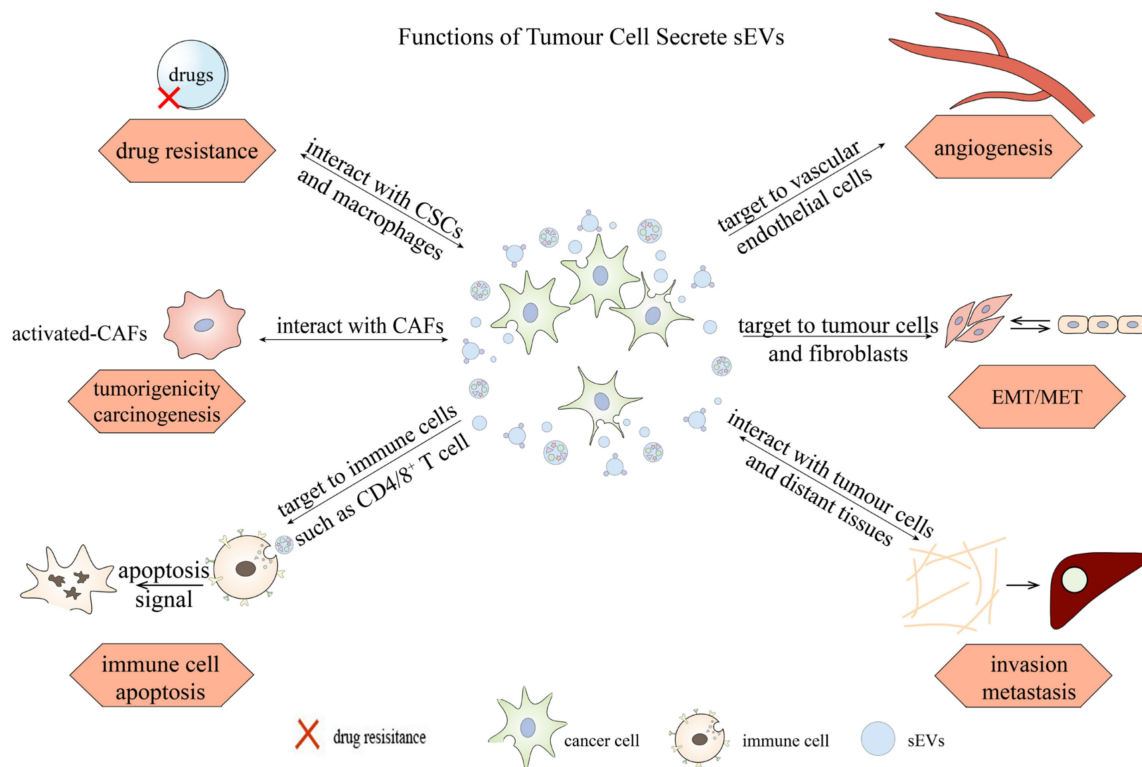 Functions of Tumour Cell Secrete sEVs
drugs
drug resistance
interact with CSCs
and macrophages
target to vascular
endothelial cells
angiogenesis
activated-CAFs
interact with CAFs
tumorigenicity
carcinogenesis
target to tumour cells
and fibroblasts
EMT/MET
target to immune cells
such as CD4/8⁺ T cell
apoptosis
signal
immune cell
apoptosis
interact with tumour cells
and distant tissues
invasion
metastasis
drug resisitance
cancer cell
immune cell
sEVs